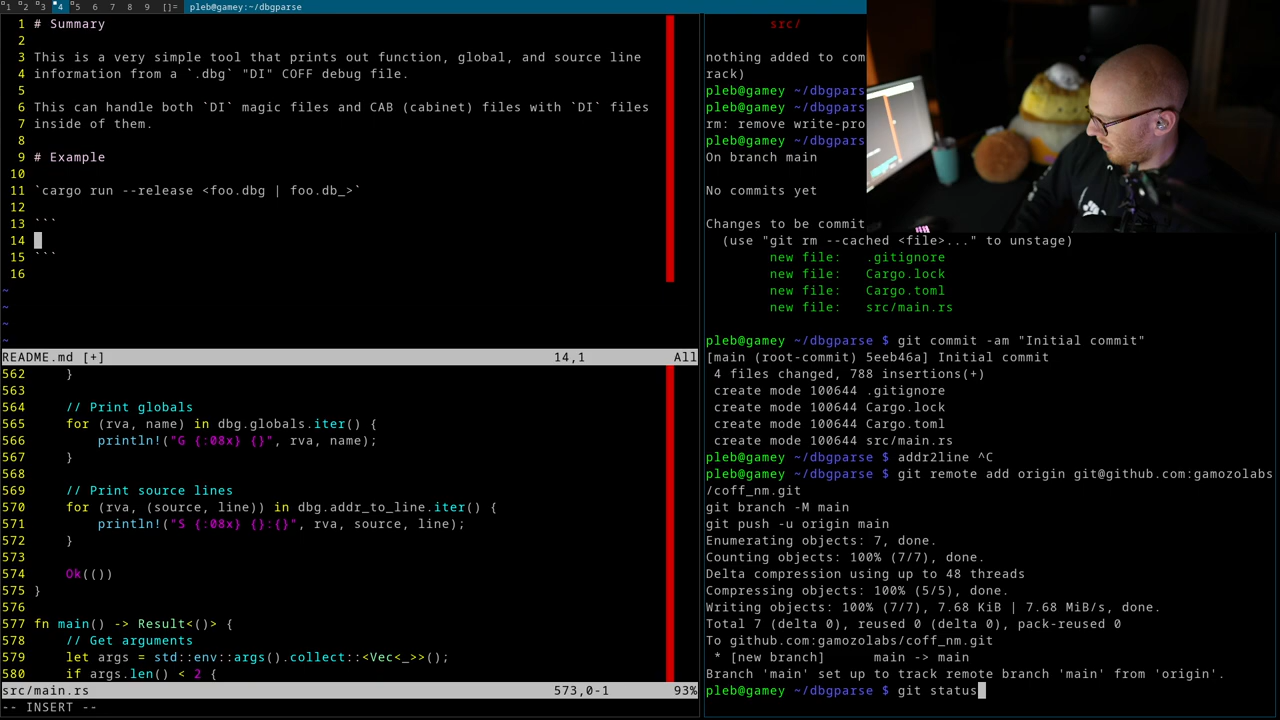 1 2 3 4 5 6 7 8 9 []= pleb@gamey:~/dbgparse
1 # Summary
2
3 This is a very simple tool that prints out function, global, and source line
4 information from a `.dbg` "DI" COFF debug file.
5
6 This can handle both `DI` magic files and CAB (cabinet) files with `DI` files
7 inside of them.
8
9 # Example
10
11 `cargo run --release <foo.dbg | foo.db_>`
12
13 ```
14
15 ```
16
~
~
~
~
README.md [+] 14,1 All
562 }
563
564 // Print globals
565 for (rva, name) in dbg.globals.iter() {
566 println!("G {:08x} {}", rva, name);
567 }
568
569 // Print source lines
570 for (rva, (source, line)) in dbg.addr_to_line.iter() {
571 println!("S {:08x} {}:{}", rva, source, line);
572 }
573
574 Ok(())
575 }
576
577 fn main() -> Result<()> {
578 // Get arguments
579 let args = std::env::args().collect::<Vec<_>>();
580 if args.len() < 2 {
src/main.rs 573,0-1 93%
-- INSERT --
src/
nothing added to com
rack)
pleb@gamey ~/dbgpars
pleb@gamey ~/dbgpars
rm: remove write-pro
pleb@gamey ~/dbgpars
On branch main
No commits yet
Changes to be commit
(use "git rm --cached <file>..." to unstage)
new file: .gitignore
new file: Cargo.lock
new file: Cargo.toml
new file: src/main.rs
pleb@gamey ~/dbgparse $ git commit -am "Initial commit"
[main (root-commit) 5eeb46a] Initial commit
4 files changed, 788 insertions(+)
create mode 100644 .gitignore
create mode 100644 Cargo.lock
create mode 100644 Cargo.toml
create mode 100644 src/main.rs
pleb@gamey ~/dbgparse $ addr2line ^C
pleb@gamey ~/dbgparse $ git remote add origin git@github.com:gamozolabs
/coff_nm.git
git branch -M main
git push -u origin main
Enumerating objects: 7, done.
Counting objects: 100% (7/7), done.
Delta compression using up to 48 threads
Compressing objects: 100% (5/5), done.
Writing objects: 100% (7/7), 7.68 KiB | 7.68 MiB/s, done.
Total 7 (delta 0), reused 0 (delta 0), pack-reused 0
To github.com:gamozolabs/coff_nm.git
* [new branch] main -> main
Branch 'main' set up to track remote branch 'main' from 'origin'.
pleb@gamey ~/dbgparse $ git status